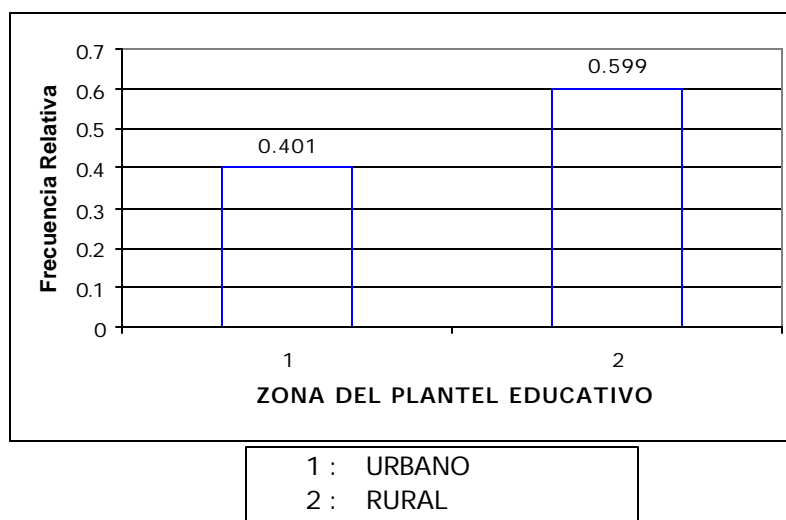 0.7
0.6
0.5
0.4
0.3
0.2
0.1
0
Frecuencia Relativa
0.401
0.599
1 2
ZONA DEL PLANTEL EDUCATIVO
1 : URBANO
2 : RURAL